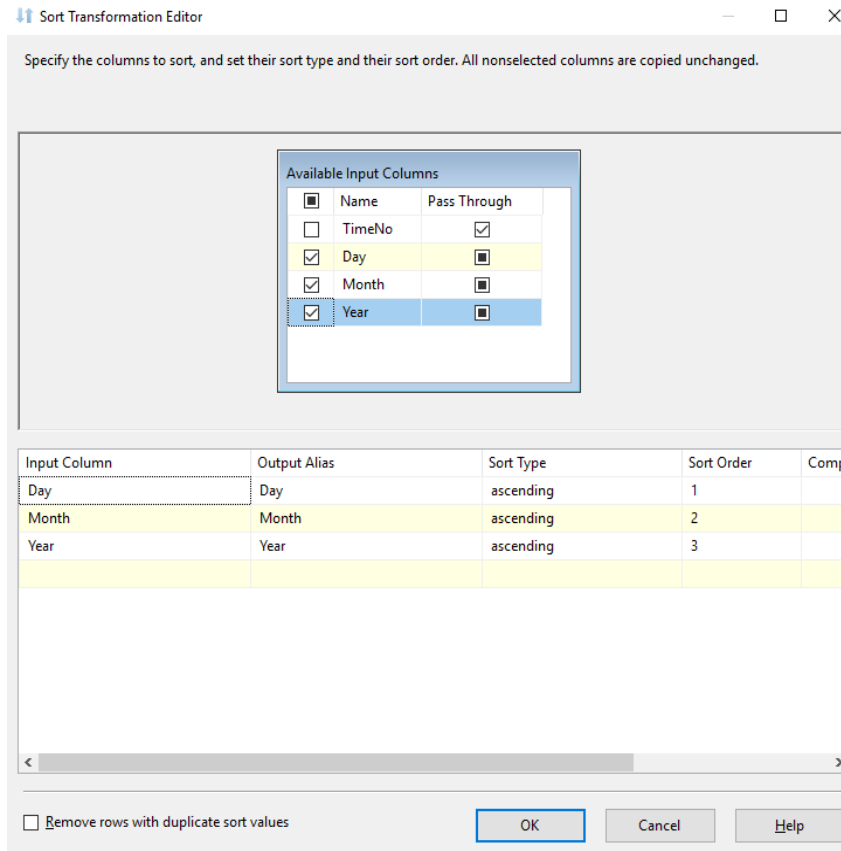 Sort Transformation Editor
Specify the columns to sort, and set their sort type and their sort order. All nonselected columns are copied unchanged.
Available Input Columns
Name Pass Through
TimeNo
Day
Month
Year
Input Column Output Alias Sort Type Sort Order Comp
Day Day ascending 1
Month Month ascending 2
Year Year ascending 3
Remove rows with duplicate sort values
OK Cancel Help